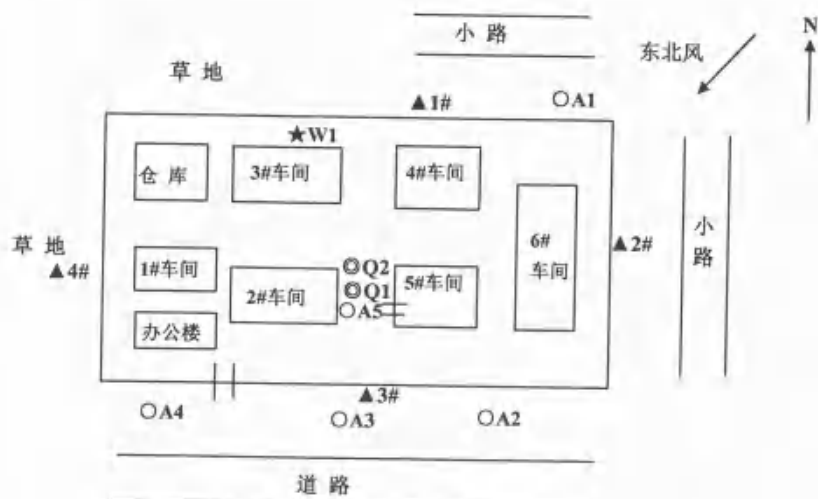 小 路
N
东北风
草 地
▲1#
○A1
★W1
仓 库
3#车间
4#车间
6#
车间
▲2#
小
路
草 地
▲4#
1#车间
2#车间
◎Q2
◎Q1
○A5
5#车间
办公楼
▲3#
○A4
○A3
○A2
道 路